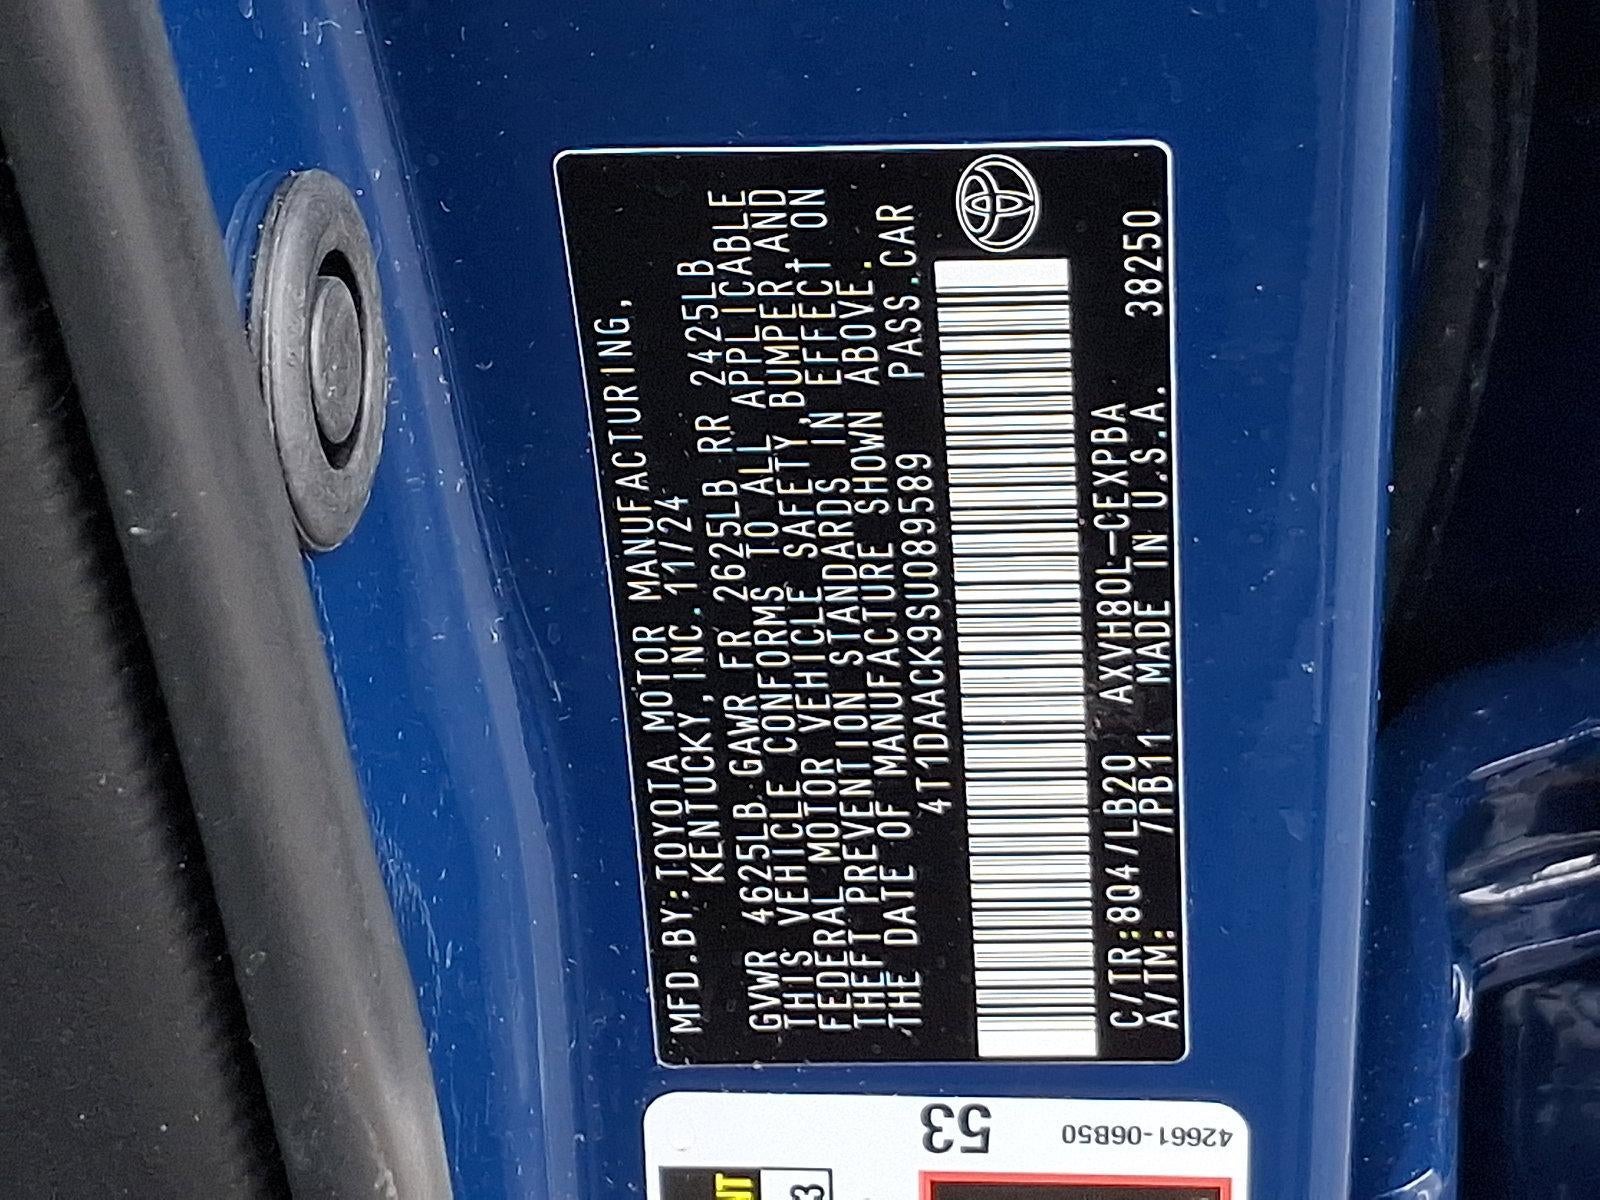 MFD.BY:TOYOTA MOTOR MANUFACTURING,
KENTUCKY, INC. 11/24
GVWR 4625LB GAWR FR 2625LB RR 2425LB
THIS VEHICLE CONFORMS TO ALL APPLICABLE
FEDERAL MOTOR VEHICLE SAFETY,BUMPER,AND
THEFT PREVENTION STANDARDS IN EFFECT ON
THE DATE OF MANUFACTURE SHOWN ABOVE.
4T1DAACK9SU089589 PASS.CAR
C/TR:8Q4/LB20 AXVH80L-CEXPBA 38250
A/TM: /PB11 MADE IN U.S.A.
53
42661-06B50